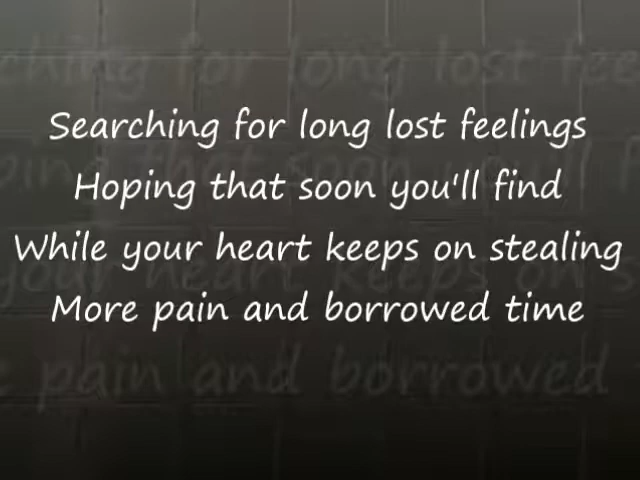 Searching for long lost feelings
Hoping that soon you'll find
While your heart keeps on stealing
More pain and borrowed time